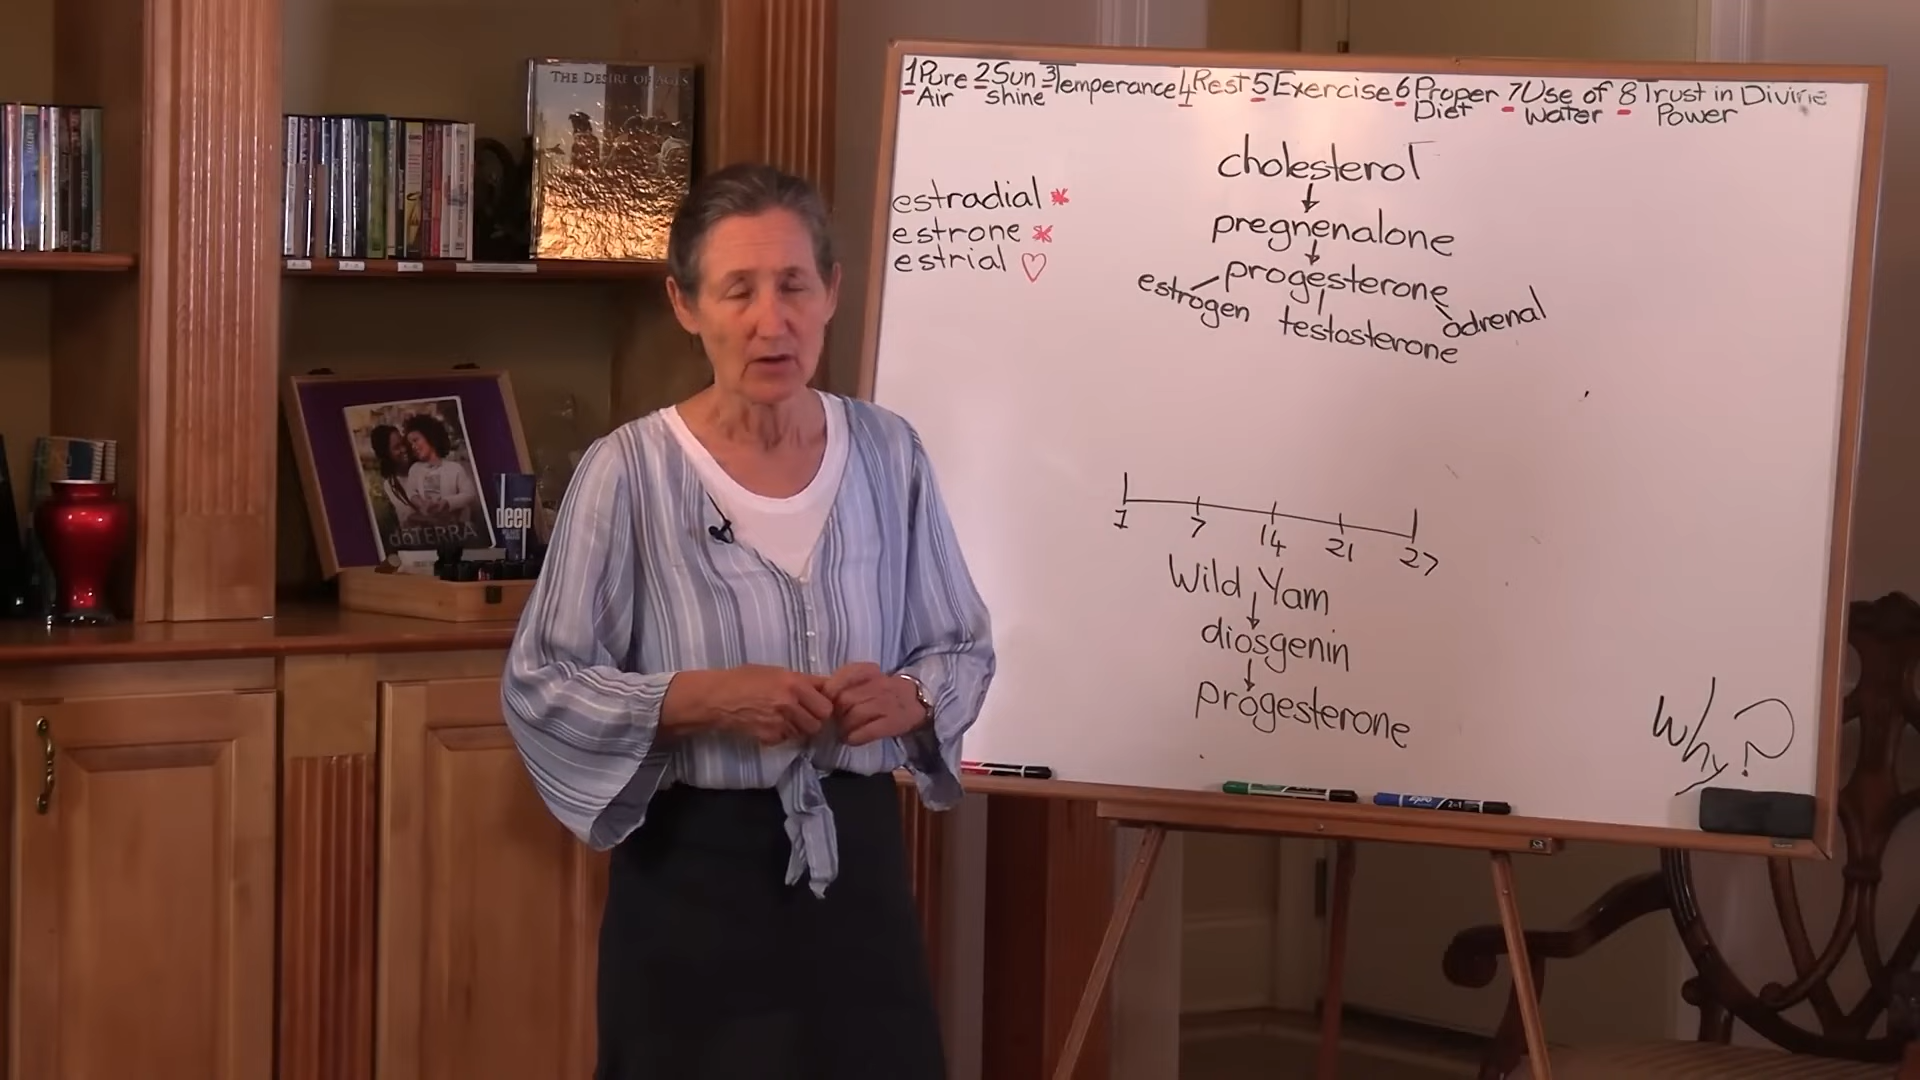 1 Pure Air 2 Sun shine 3 Temperance 4 Rest 5 Exercise 6 Proper Diet 7 Use of Water 8 Trust in Divine Power
cholesterol
pregnenalone
progesterone
estrogen
testosterone
adrenal
estradial
estrone
estrial
1 7 14 21 27
Wild Yam
diosgenin
progesterone
Why?
THE DESIRE OF AGES
dōTERRA
deep